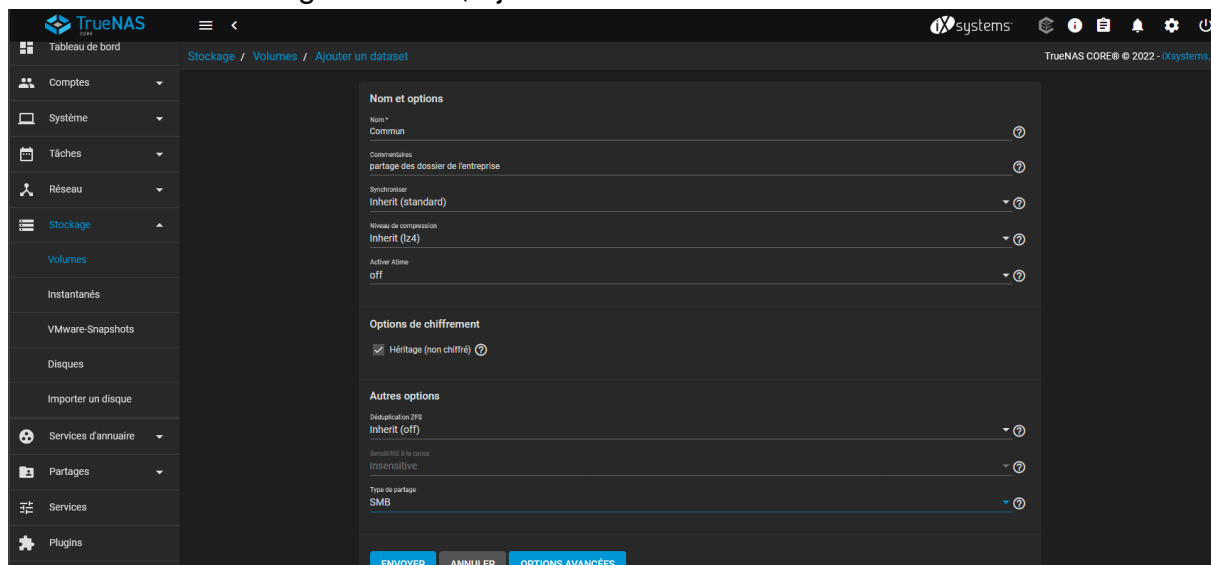 TrueNAS
CORE
iXsystems
Tableau de bord
Stockage / Volumes / Ajouter un dataset
TrueNAS CORE® © 2022 - iXsystems,
Comptes
Système
Tâches
Réseau
Stockage
Volumes
Instantanés
VMware-Snapshots
Disques
Importer un disque
Services d'annuaire
Partages
Services
Plugins
Nom et options
Nom *
Commun
Commentaires
partage des dossier de l'entreprise
Synchroniser
Inherit (standard)
Niveau de compression
Inherit (lz4)
Activer Atime
off
Options de chiffrement
Héritage (non chiffré)
Autres options
Déduplication ZFS
Inherit (off)
Sensibilité à la casse
Insensitive
Type de partage
SMB
ENVOYER ANNULER OPTIONS AVANCÉES